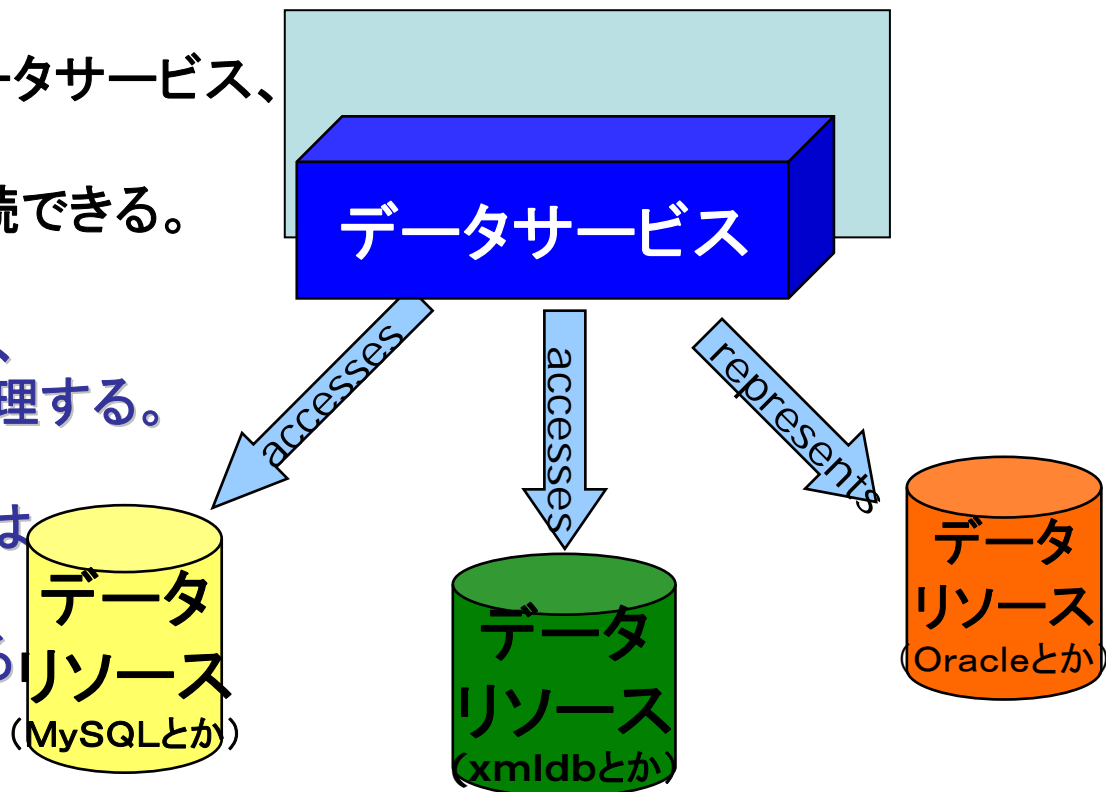 ータサービス、
続できる。
、
理する。
は
る
データサービス
accesses
accesses
represents
データ
リソース
（MySQLとか）
データ
リソース
（xmldbとか）
データ
リソース
（Oracleとか）